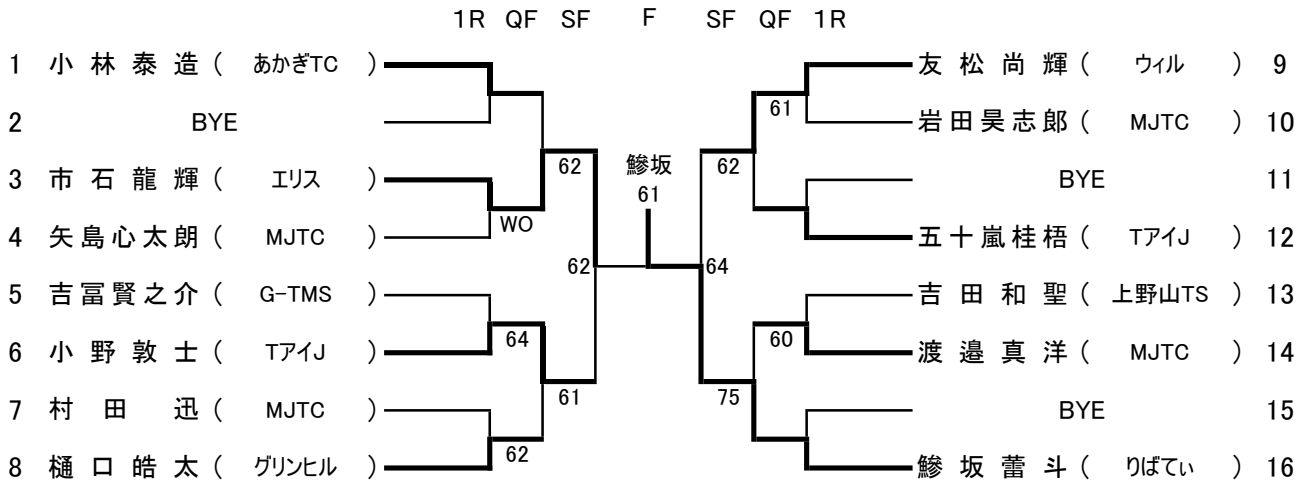 1R QF SF F SF QF 1R
1 小林泰造 ( あかぎTC ) 友松尚輝 ( ウィル ) 9
61
2 BYE 岩田昊志郎 ( MJTC ) 10
62 鰺坂 62
3 市石龍輝 ( エリス ) 61 BYE 11
WO
4 矢島心太朗 ( MJTC ) 五十嵐桂梧 ( TアイJ ) 12
62 64
5 吉冨賢之介 ( G-TMS ) 吉田和聖 ( 上野山TS ) 13
64 60
6 小野敦士 ( TアイJ ) 渡邉真洋 ( MJTC ) 14
61 75
7 村田迅 ( MJTC ) BYE 15
62
8 樋口皓太 ( グリンヒル ) 鰺坂蕾斗 ( りばてぃ ) 16